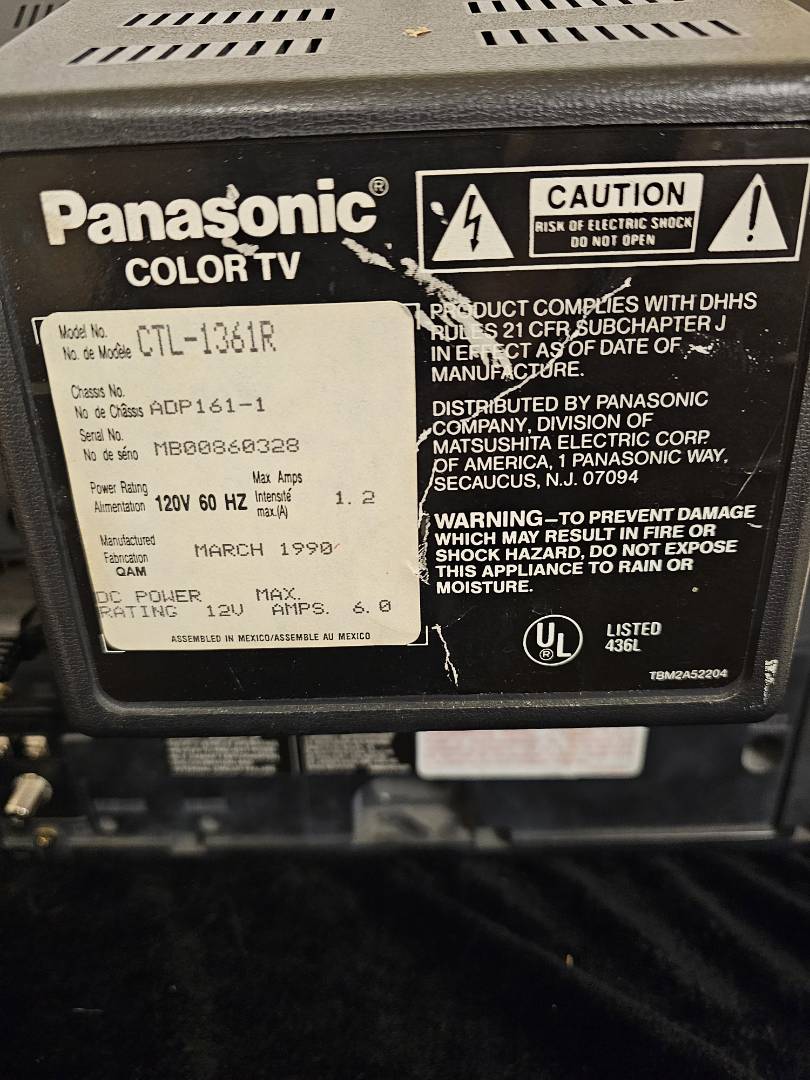 Panasonic®
COLOR TV
CAUTION
RISK OF ELECTRIC SHOCK
DO NOT OPEN
Model No.
No. de Modèle CTL-1361R
Chassis No.
No de Châssis ADP161-1
Serial No.
No de séno MB00860328
Power Rating
Alimentation 120V 60 HZ
Max Amps
Intensité
max.(A)
1.2
Manufactured
Fabrication MARCH 1990
QAM
DC POWER MAX.
RATING 12V AMPS. 6.0
ASSEMBLED IN MEXICO/ASSEMBLE AU MEXICO
PRODUCT COMPLIES WITH DHHS
RULES 21 CFR SUBCHAPTER J
IN EFFECT AS OF DATE OF
MANUFACTURE.
DISTRIBUTED BY PANASONIC
COMPANY, DIVISION OF
MATSUSHITA ELECTRIC CORP.
OF AMERICA, 1 PANASONIC WAY,
SECAUCUS, N.J. 07094
WARNING–TO PREVENT DAMAGE
WHICH MAY RESULT IN FIRE OR
SHOCK HAZARD, DO NOT EXPOSE
THIS APPLIANCE TO RAIN OR
MOISTURE.
UL®
LISTED
436L
TBM2A52204